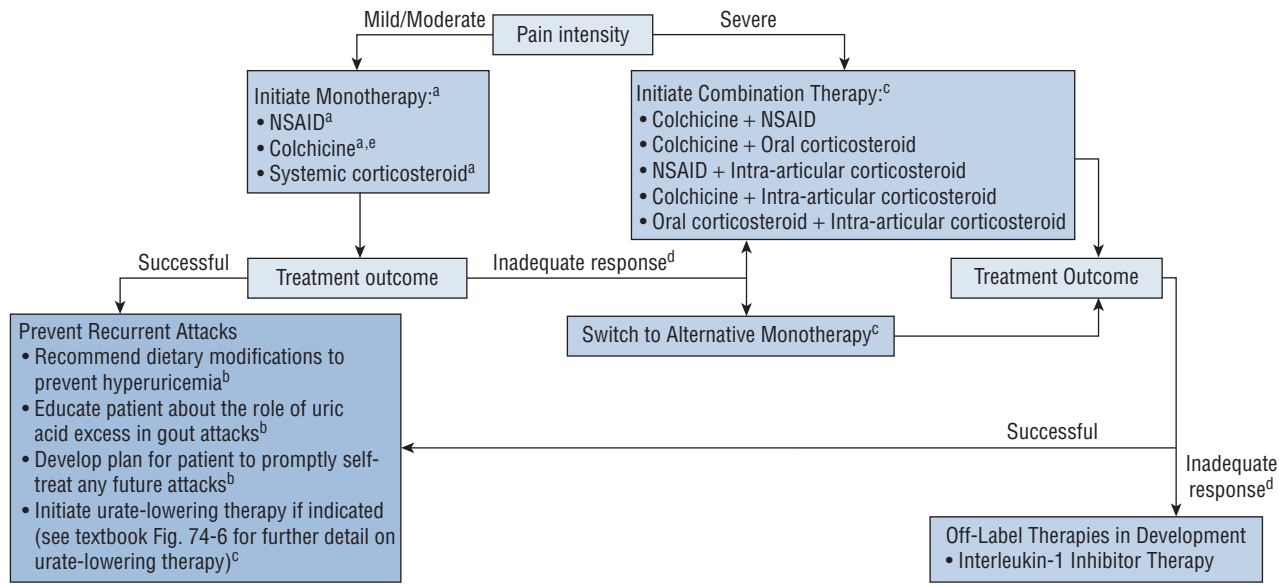 Mild/Moderate
Pain intensity
Severe
Initiate Monotherapy:a
• NSAIDa
• Colchicinea,e
• Systemic corticosteroida
Initiate Combination Therapy:c
• Colchicine + NSAID
• Colchicine + Oral corticosteroid
• NSAID + Intra-articular corticosteroid
• Colchicine + Intra-articular corticosteroid
• Oral corticosteroid + Intra-articular corticosteroid
Successful
Treatment outcome
Inadequate responsed
Treatment Outcome
Switch to Alternative Monotherapyc
Prevent Recurrent Attacks
• Recommend dietary modifications to
prevent hyperuricemiab
• Educate patient about the role of uric
acid excess in gout attacksb
• Develop plan for patient to promptly self-
treat any future attacksb
• Initiate urate-lowering therapy if indicated
(see textbook Fig. 74-6 for further detail on
urate-lowering therapy)c
Successful
Inadequate
responsed
Off-Label Therapies in Development
• Interleukin-1 Inhibitor Therapy